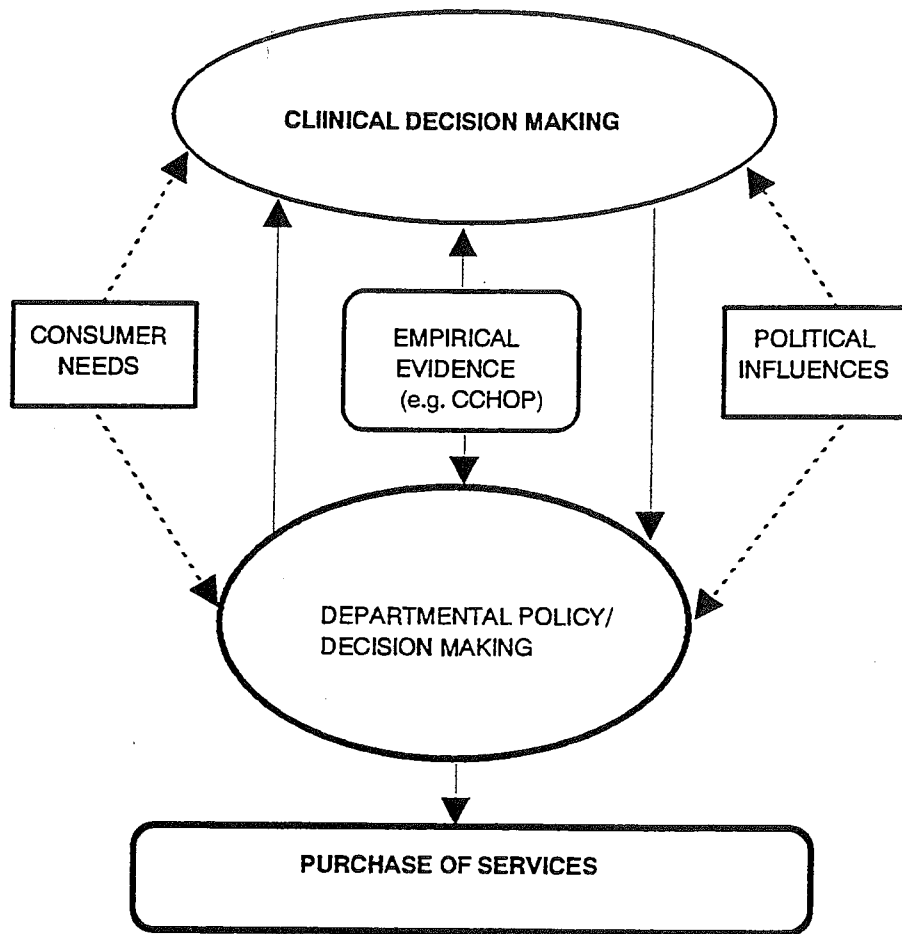 CLIINICAL DECISION MAKING
CONSUMER
NEEDS
EMPIRICAL
EVIDENCE
(e.g. CCHOP)
POLITICAL
INFLUENCES
DEPARTMENTAL POLICY/
DECISION MAKING
PURCHASE OF SERVICES